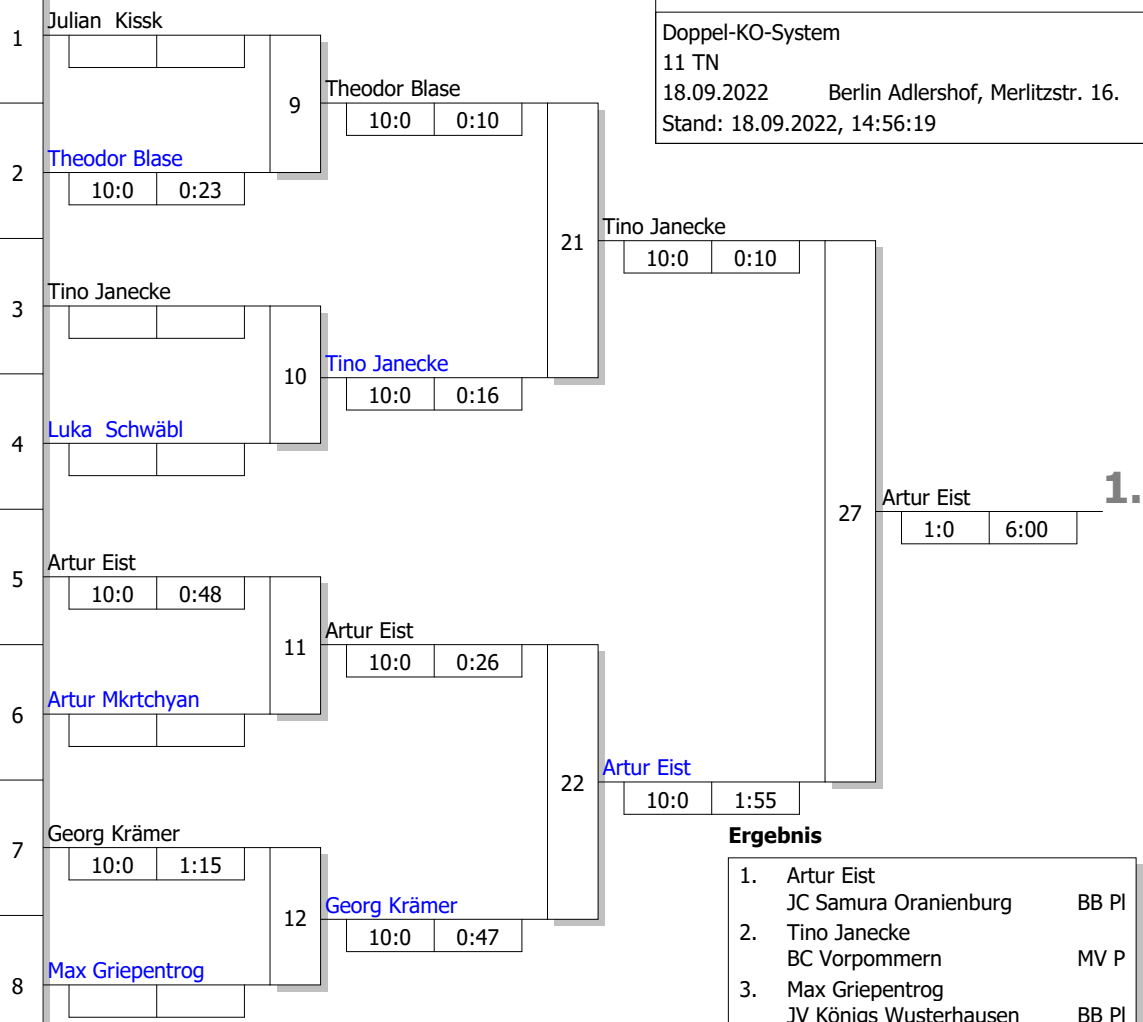 Doppel-KO-System
11 TN
18.09.2022 Berlin Adlershof, Merlitzstr. 16.
Stand: 18.09.2022, 14:56:19
1
Julian Kissk
9
Theodor Blase
10:0 0:10
2
Theodor Blase
10:0 0:23
21
Tino Janecke
10:0 0:10
3
Tino Janecke
10
Tino Janecke
10:0 0:16
4
Luka Schwäbl
27
Artur Eist
1:0 6:00
1.
5
Artur Eist
10:0 0:48
11
Artur Eist
10:0 0:26
6
Artur Mkrtchyan
22
Artur Eist
10:0 1:55
7
Georg Krämer
10:0 1:15
12
Georg Krämer
10:0 0:47
8
Max Griepentrog
Ergebnis
1. Artur Eist
JC Samura Oranienburg BB Pl
2. Tino Janecke
BC Vorpommern MV P
3. Max Griepentrog
JV Königs Wusterhausen BB Pl